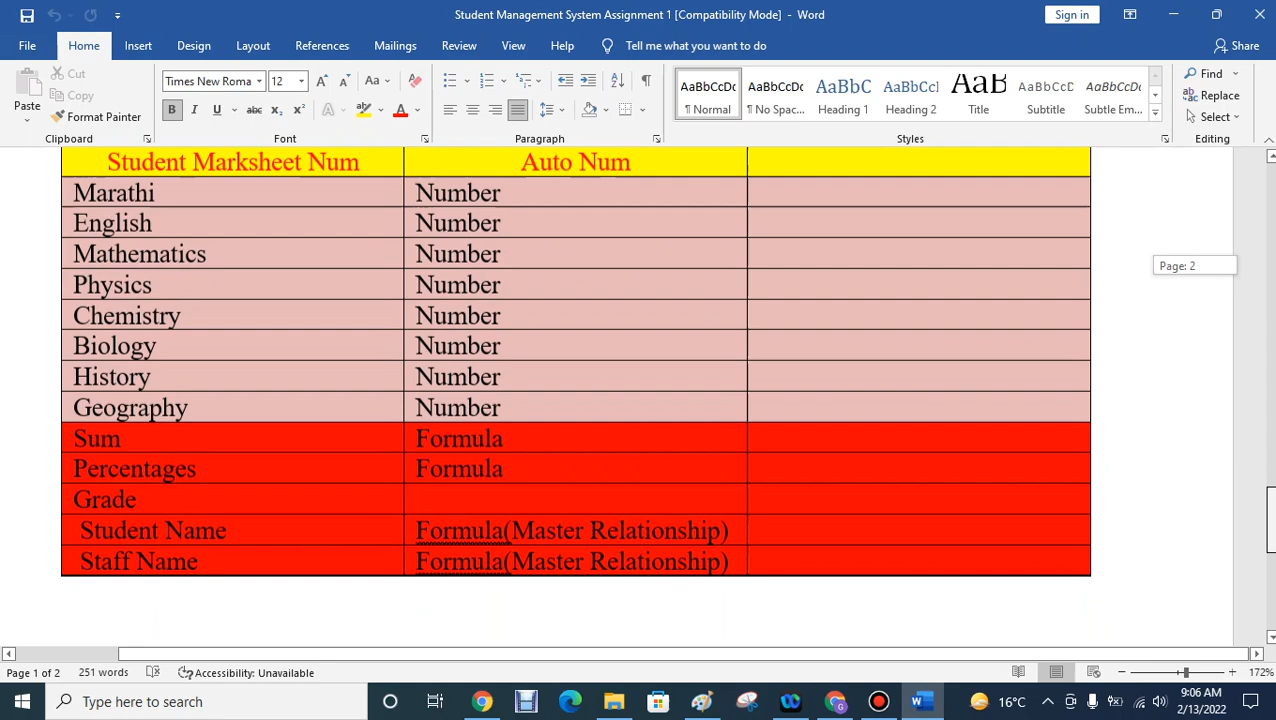 Student Management System Assignment 1 [Compatibility Mode] - Word
Sign in
File Home Insert Design Layout References Mailings Review View Help Tell me what you want to do Share
Paste
Cut
Copy
Format Painter
Clipboard
Times New Roma 12
Font
Paragraph
AaBbCcDc AaBbCcDc AaBbC AaBbCcD AaB AaBbCcD AaBbCcD
¶ Normal ¶ No Spac... Heading 1 Heading 2 Title Subtitle Subtle Em...
Styles
Find
Replace
Select
Editing
Student Marksheet Num Auto Num
Marathi Number
English Number
Mathematics Number
Physics Number
Chemistry Number
Biology Number
History Number
Geography Number
Sum Formula
Percentages Formula
Grade
Student Name Formula(Master Relationship)
Staff Name Formula(Master Relationship)
Page: 2
Page 1 of 2 251 words Accessibility: Unavailable 172%
Type here to search
16°C
9:06 AM
2/13/2022